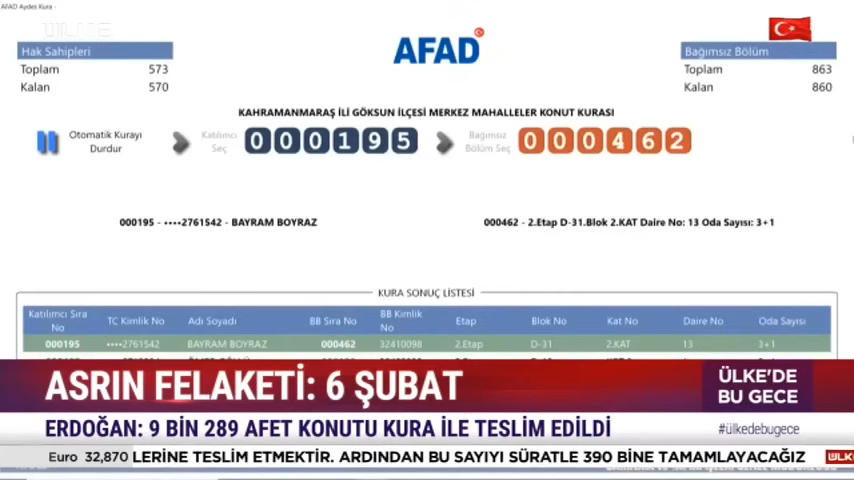 AFAD Aydes Kura -
ÜLKE
Hak Sahipleri
Toplam 573
Kalan 570
AFAD
Bağımsız Bölüm
Toplam 863
Kalan 860
KAHRAMANMARAŞ İLİ GÖKSUN İLÇESİ MERKEZ MAHALLELER KONUT KURASI
Otomatik Kurayı Durdur
Katılımcı Seç
000195
Bağımsız Bölüm Seç
000462
000195 - ••••2761542 - BAYRAM BOYRAZ
000462 - 2.Etap D-31.Blok 2.KAT Daire No: 13 Oda Sayısı: 3+1
KURA SONUÇ LİSTESİ
Katılımcı Sıra No TC Kimlik No Adı Soyadı BB Sıra No BB Kimlik No Etap Blok No Kat No Daire No Oda Sayısı
000195 ••••2761542 BAYRAM BOYRAZ 000462 32410098 2.Etap D-31 2.KAT 13 3+1
ASRIN FELAKETİ: 6 ŞUBAT
ÜLKE'DE
BU GECE
ERDOĞAN: 9 BİN 289 AFET KONUTU KURA İLE TESLİM EDİLDİ
#ülkedebugece
Euro 32,870 LERİNE TESLİM ETMEKTİR. ARDINDAN BU SAYIYI SÜRATLE 390 BİNE TAMAMLAYACAĞIZ